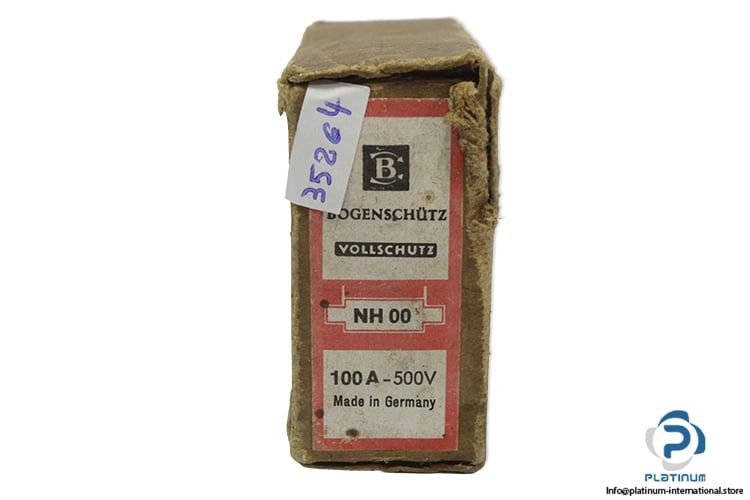 35264
B
BOGENSCHÜTZ
VOLLSCHUTZ
NH 00
100 A - 500V
Made in Germany
PLATINUM
Info@platinum-international.store